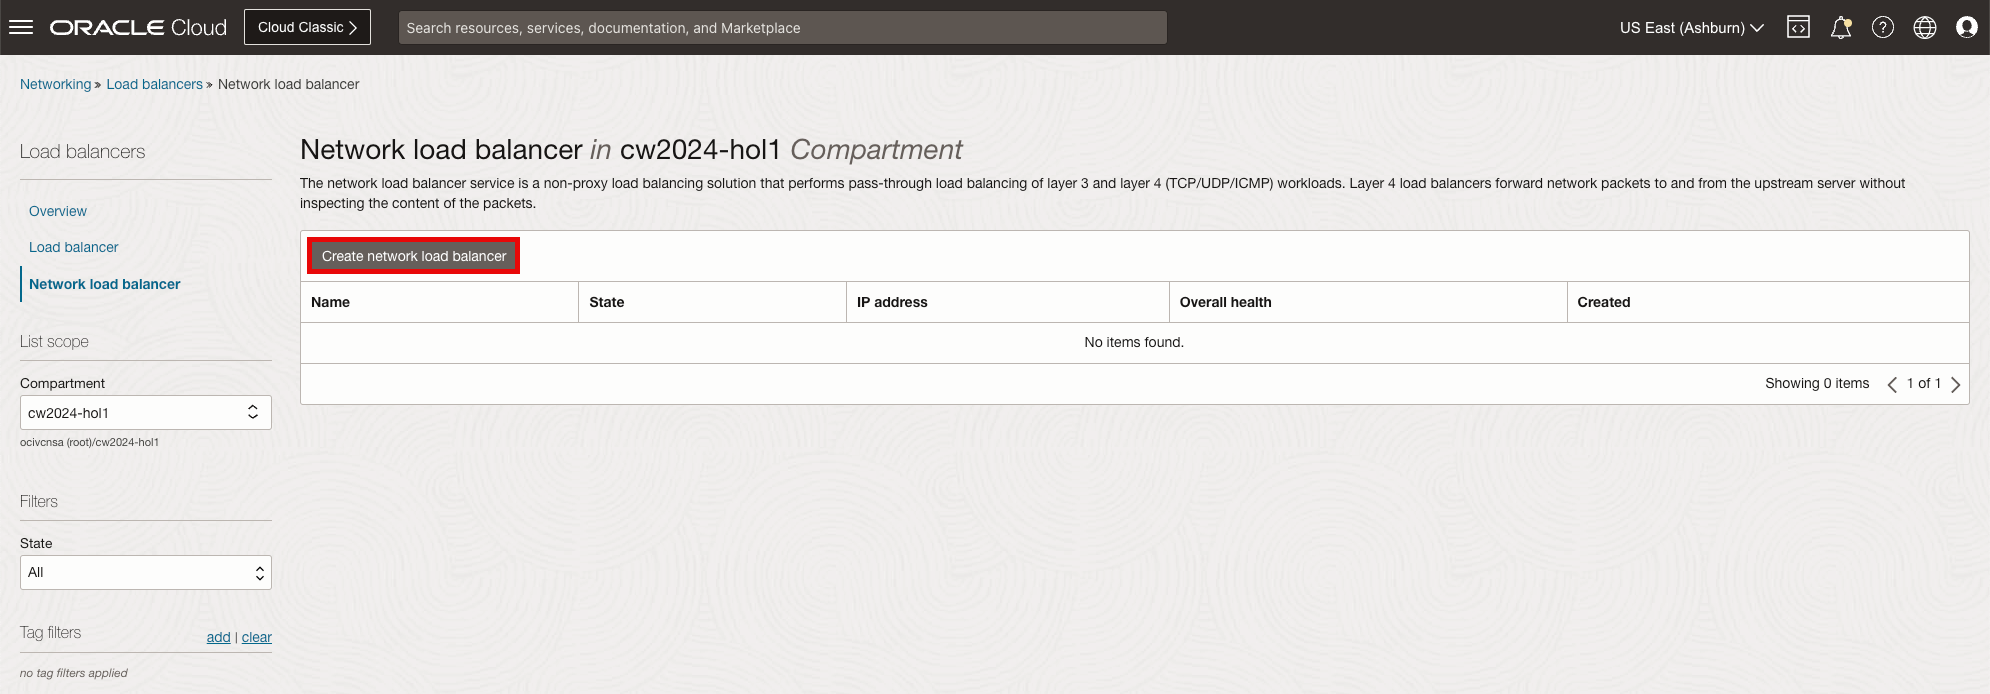 ORACLE Cloud
Cloud Classic
Search resources, services, documentation, and Marketplace
US East (Ashburn)
Networking » Load balancers » Network load balancer
Load balancers
Overview
Load balancer
Network load balancer
List scope
Compartment
cw2024-hol1
ocivcnsa (root)/cw2024-hol1
Filters
State
All
Tag filters
add | clear
no tag filters applied
Network load balancer in cw2024-hol1 Compartment
The network load balancer service is a non-proxy load balancing solution that performs pass-through load balancing of layer 3 and layer 4 (TCP/UDP/ICMP) workloads. Layer 4 load balancers forward network packets to and from the upstream server without
inspecting the content of the packets.
Create network load balancer
Name State IP address Overall health Created
No items found.
Showing 0 items 1 of 1